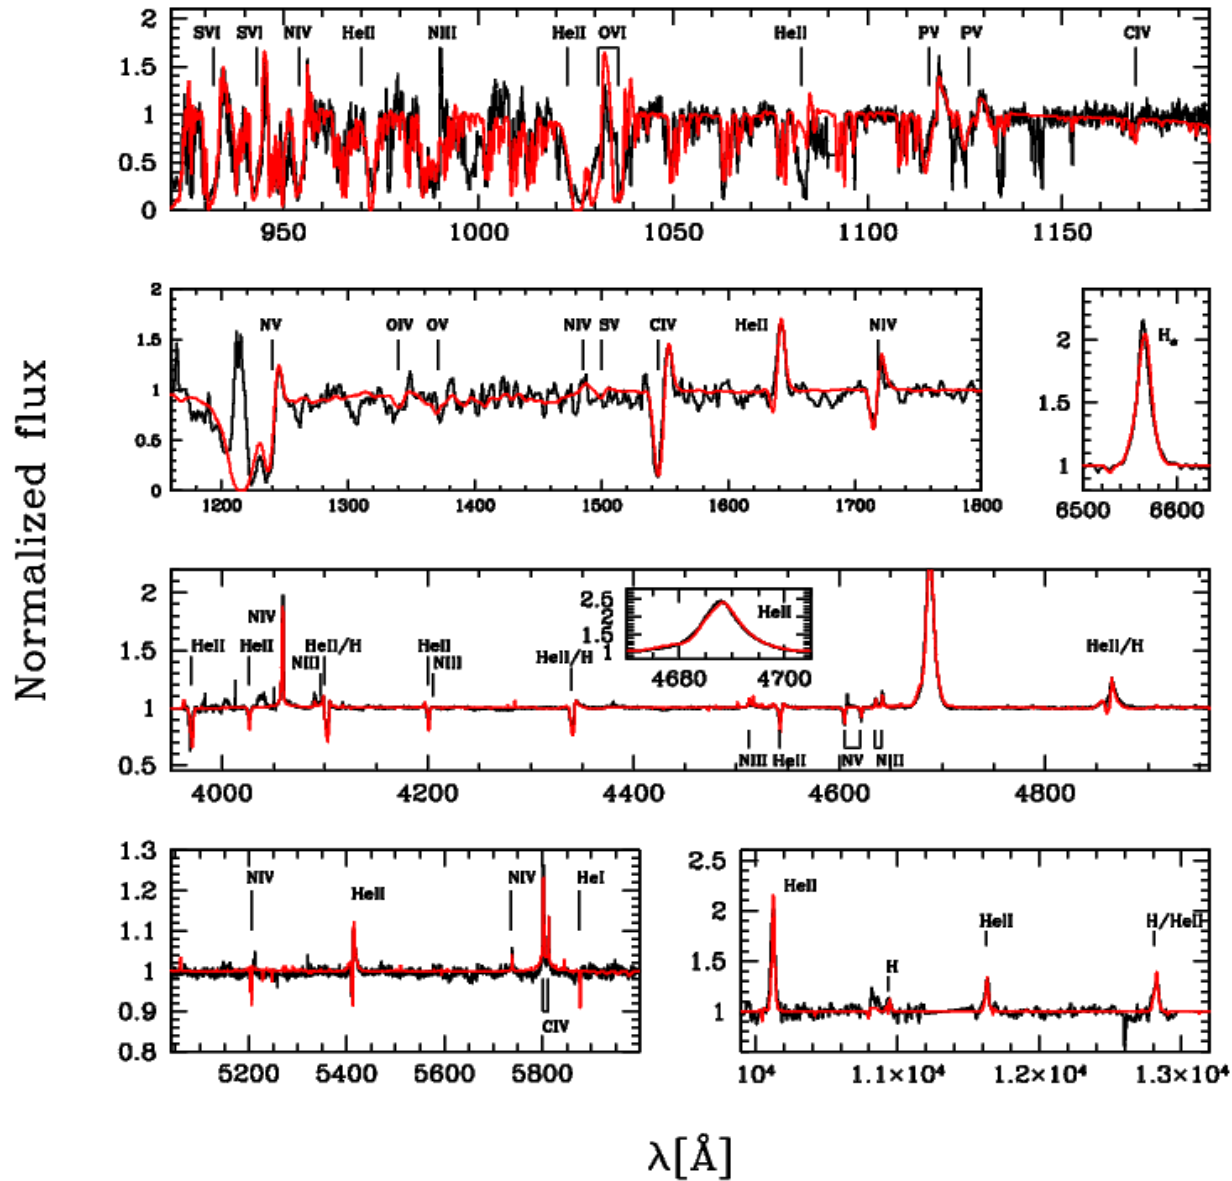 SVI SVI NIV HeII NIII HeII OVI HeII PV PV CIV
2
1.5
1
0.5
0
950 1000 1050 1100 1150
2
1.5
1
0.5
0
NV OIV OV NIV SV CIV HeII NIV
1200 1300 1400 1500 1600 1700 1800
2
1.5
1
Hα
6500 6600
Normalized flux
2
1.5
1
0.5
HeII HeII NIV NIII HeII/H HeII NIII HeII/H HeII/H
NIII HeII NV NIII
2.5
2
1.5
1
HeII
4680 4700
4000 4200 4400 4600 4800
1.3
1.2
1.1
1
0.9
0.8
NIV HeII NIV HeI
CIV
5200 5400 5600 5800
2.5
2
1.5
1
HeII H HeII H/HeII
10⁴ 1.1×10⁴ 1.2×10⁴ 1.3×10⁴
λ[Å]